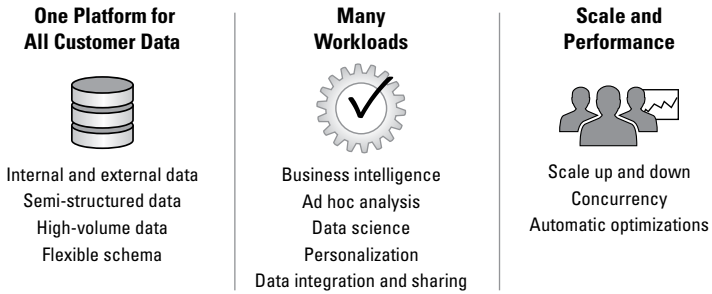 One Platform for
All Customer Data
Internal and external data
Semi-structured data
High-volume data
Flexible schema
Many
Workloads
Business intelligence
Ad hoc analysis
Data science
Personalization
Data integration and sharing
Scale and
Performance
Scale up and down
Concurrency
Automatic optimizations